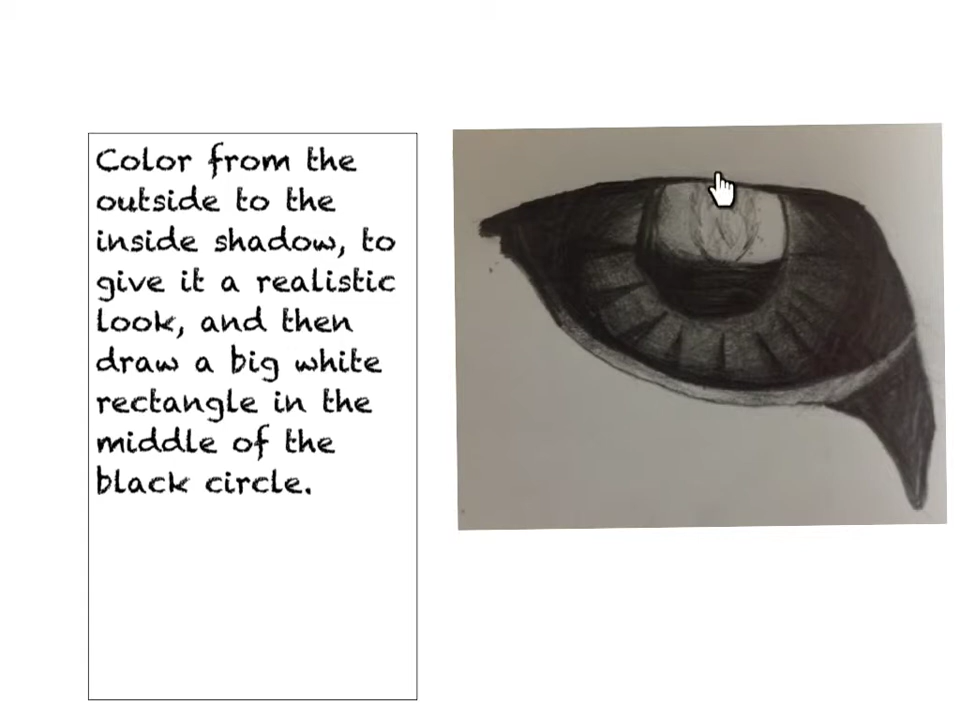 Color from the
outside to the
inside shadow, to
give it a realistic
look, and then
draw a big white
rectangle in the
middle of the
black circle.